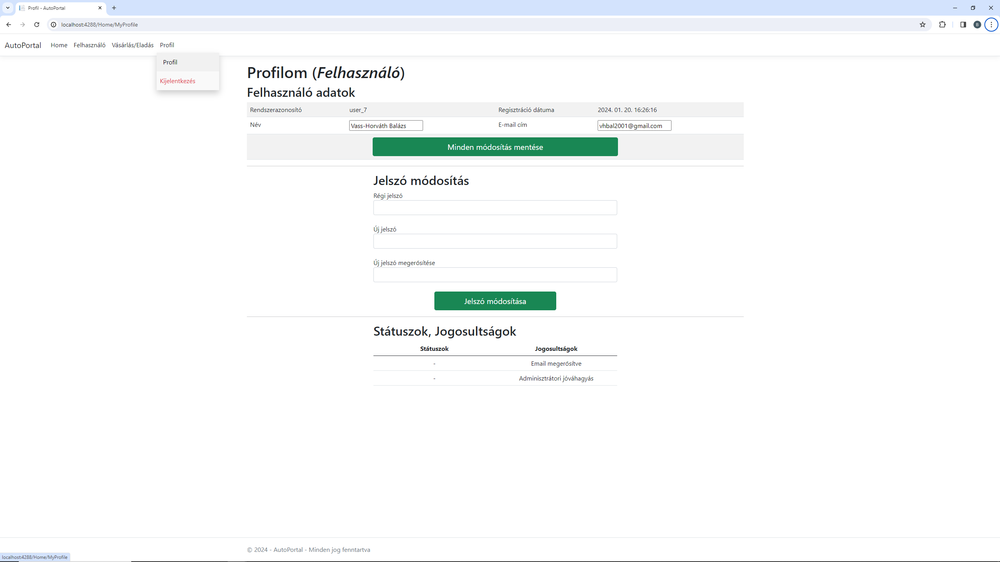 Profil - AutoPortal
localhost:4288/Home/MyProfile
B
AutoPortal Home Felhasználó Vásárlás/Eladás Profil
Profil
Kijelentkezés
Profilom (Felhasználó)
Felhasználó adatok
Rendszerazonosító user_7 Regisztráció dátuma 2024. 01. 20. 16:26:16
Név Vass-Horváth Balázs E-mail cím vhbal2001@gmail.com
Minden módosítás mentése
Jelszó módosítás
Régi jelszó
Új jelszó
Új jelszó megerősítése
Jelszó módosítása
Státuszok, Jogosultságok
Státuszok Jogosultságok
- Email megerősítve
- Adminisztrátori jóváhagyás
© 2024 - AutoPortal - Minden jog fenntartva
localhost:4288/Home/MyProfile